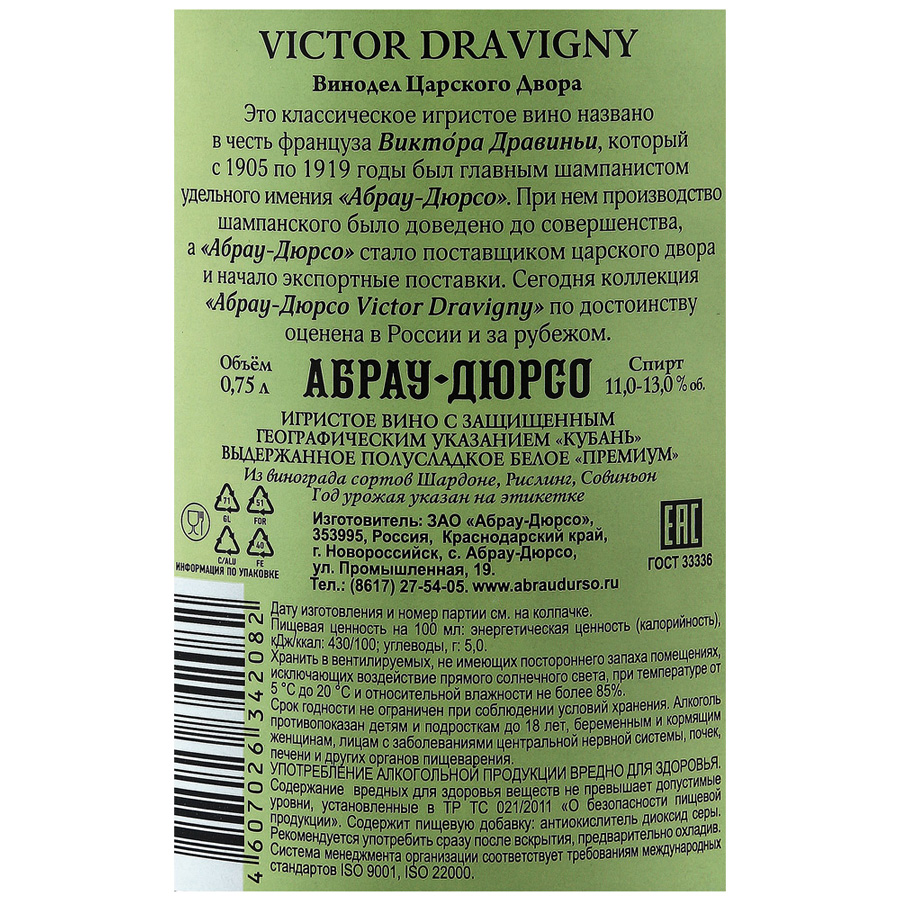 VICTOR DRAVIGNY
Винодел Царского Двора
Это классическое игристое вино названо
в честь француза Викто́ра Дравиньи, который
с 1905 по 1919 годы был главным шампанистом
удельного имения «Абрау-Дюрсо». При нем производство
шампанского было доведено до совершенства,
а «Абрау-Дюрсо» стало поставщиком царского двора
и начало экспортные поставки. Сегодня коллекция
«Абрау-Дюрсо Victor Dravigny» по достоинству
оценена в России и за рубежом.
Объём
0,75 л
АБРАУ-ДЮРСО
Спирт
11,0-13,0 % об.
ИГРИСТОЕ ВИНО С ЗАЩИЩЕННЫМ
ГЕОГРАФИЧЕСКИМ УКАЗАНИЕМ «КУБАНЬ»
ВЫДЕРЖАННОЕ ПОЛУСЛАДКОЕ БЕЛОЕ «ПРЕМИУМ»
Из винограда сортов Шардоне, Рислинг, Совиньон
Год урожая указан на этикетке
71
GL
51
FOR
C/ALU
40
FE
ИНФОРМАЦИЯ ПО УПАКОВКЕ
Изготовитель: ЗАО «Абрау-Дюрсо»,
353995, Россия, Краснодарский край,
г. Новороссийск, с. Абрау-Дюрсо,
ул. Промышленная, 19.
Тел.: (8617) 27-54-05. www.abraudurso.ru
EAC
ГОСТ 33336
Дату изготовления и номер партии см. на колпачке.
Пищевая ценность на 100 мл: энергетическая ценность (калорийность),
кДж/ккал: 430/100; углеводы, г: 5,0.
Хранить в вентилируемых, не имеющих постороннего запаха помещениях,
исключающих воздействие прямого солнечного света, при температуре от
5 °С до 20 °С и относительной влажности не более 85%.
Срок годности не ограничен при соблюдении условий хранения. Алкоголь
противопоказан детям и подросткам до 18 лет, беременным и кормящим
женщинам, лицам с заболеваниями центральной нервной системы, почек,
печени и других органов пищеварения.
УПОТРЕБЛЕНИЕ АЛКОГОЛЬНОЙ ПРОДУКЦИИ ВРЕДНО ДЛЯ ЗДОРОВЬЯ.
Содержание вредных для здоровья веществ не превышает допустимые
уровни, установленные в ТР ТС 021/2011 «О безопасности пищевой
продукции». Содержит пищевую добавку: антиокислитель диоксид серы.
Рекомендуется употребить сразу после вскрытия, предварительно охладив.
Система менеджмента организации соответствует требованиям международных
стандартов ISO 9001, ISO 22000.
4 607026 342082